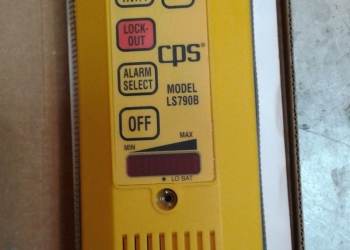 LOCK-
OUT
cps®
ALARM
SELECT
MODEL
LS790B
OFF
MIN MAX
LO BAT